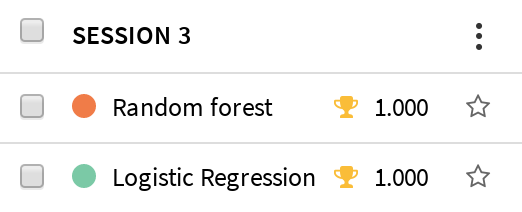 SESSION 3
Random forest 1.000
Logistic Regression 1.000